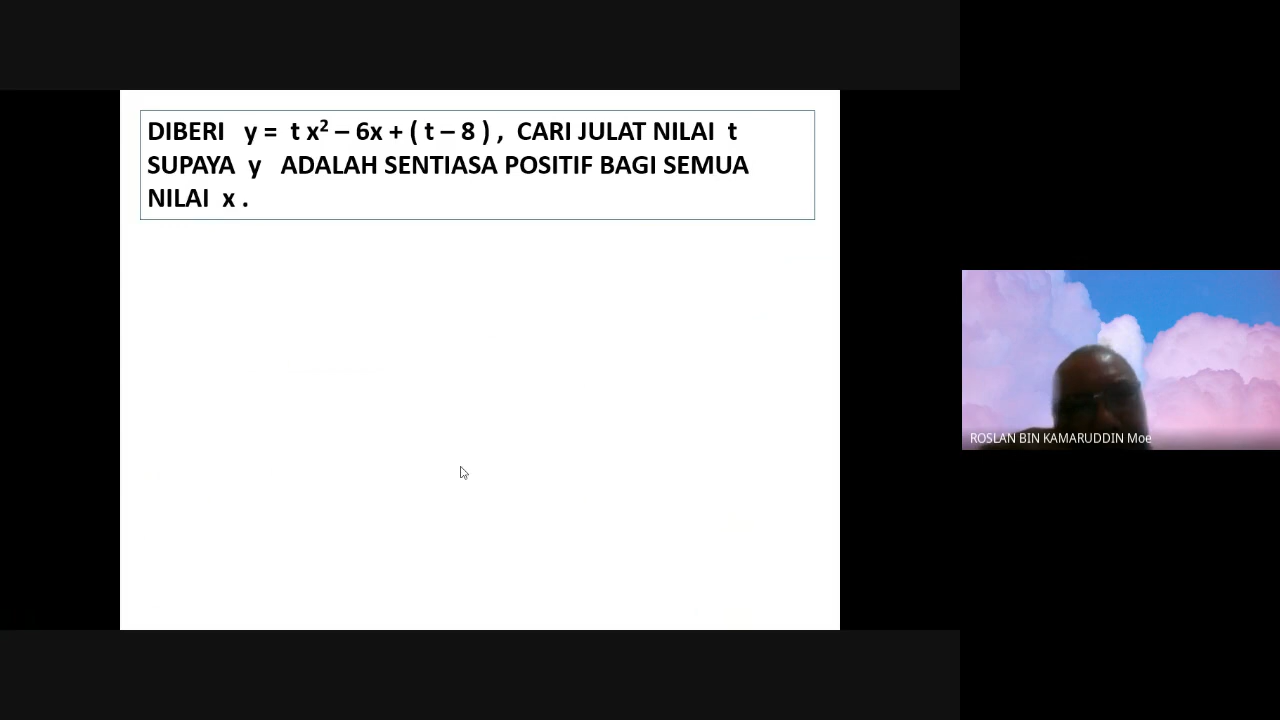 DIBERI y = t x² – 6x + ( t – 8 ) , CARI JULAT NILAI t
SUPAYA y ADALAH SENTIASA POSITIF BAGI SEMUA
NILAI x .
ROSLAN BIN KAMARUDDIN Moe